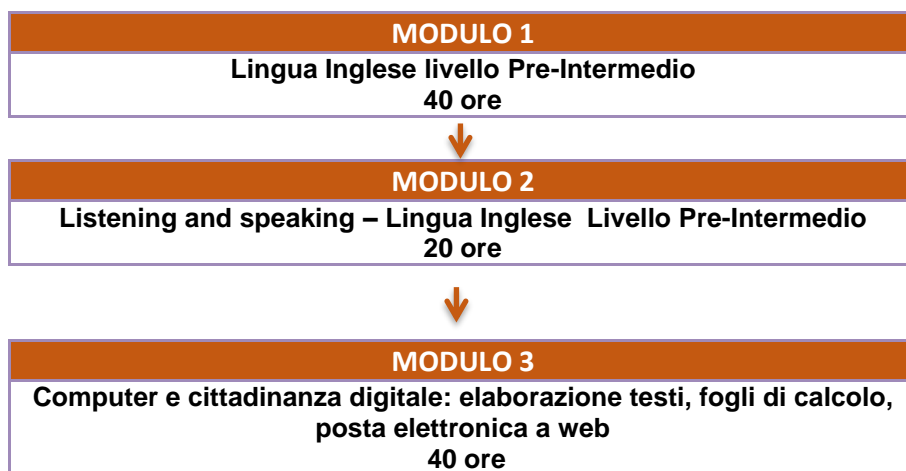 MODULO 1
Lingua Inglese livello Pre-Intermedio
40 ore
MODULO 2
Listening and speaking – Lingua Inglese Livello Pre-Intermedio
20 ore
MODULO 3
Computer e cittadinanza digitale: elaborazione testi, fogli di calcolo,
posta elettronica a web
40 ore